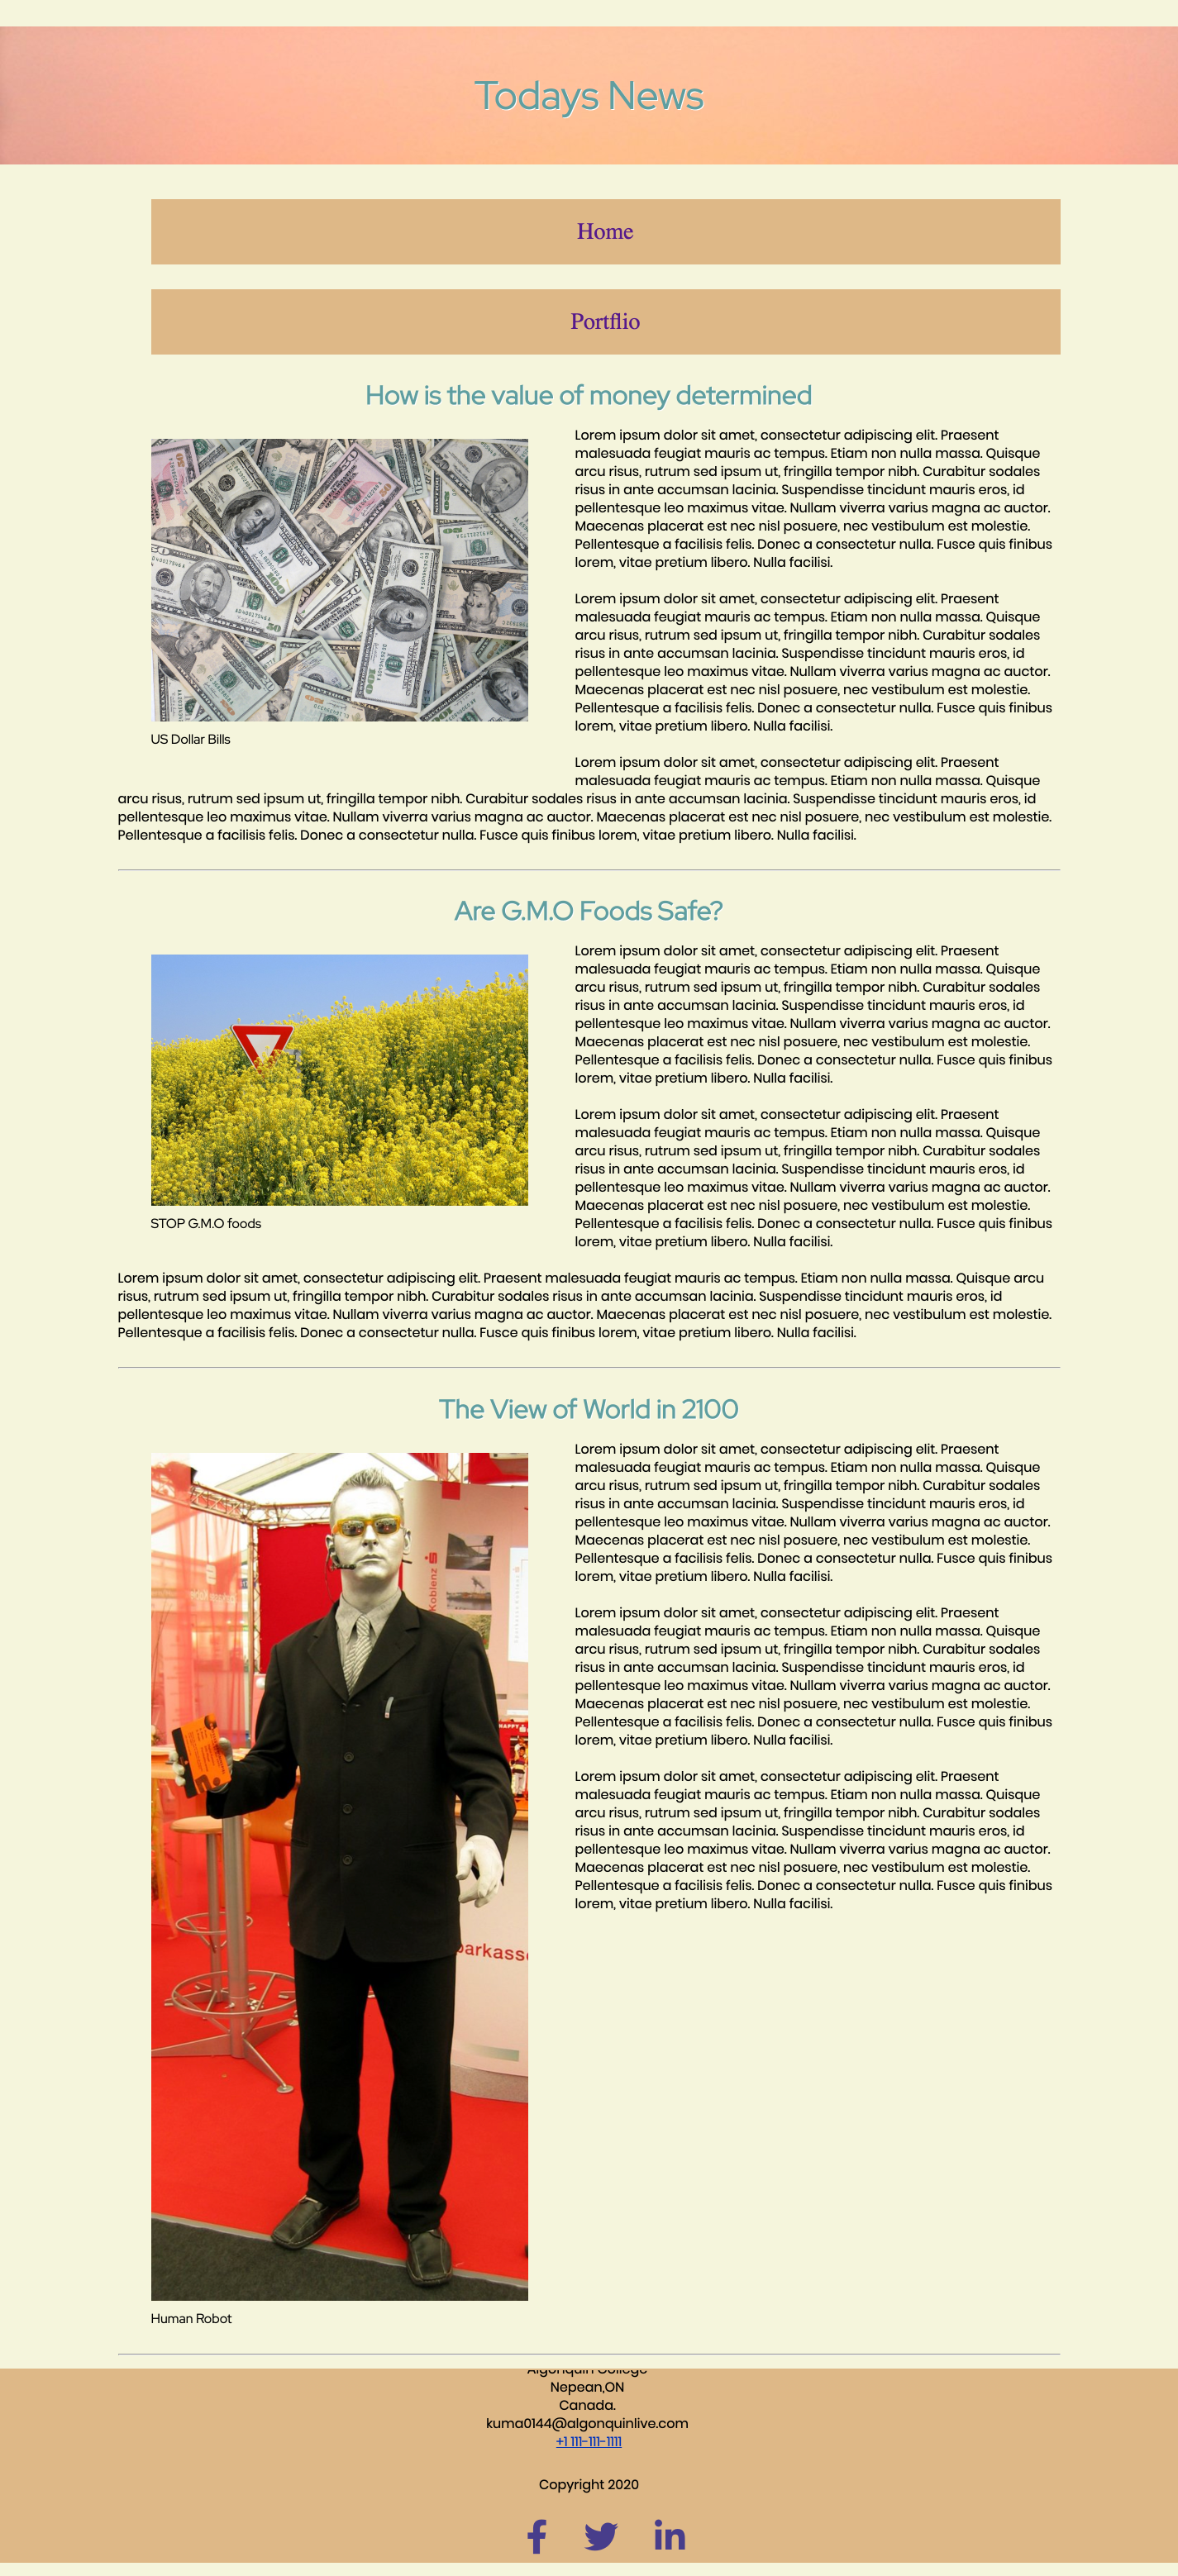 Todays News
Home
Portflio
How is the value of money determined
Lorem ipsum dolor sit amet, consectetur adipiscing elit. Praesent
malesuada feugiat mauris ac tempus. Etiam non nulla massa. Quisque
arcu risus, rutrum sed ipsum ut, fringilla tempor nibh. Curabitur sodales
risus in ante accumsan lacinia. Suspendisse tincidunt mauris eros, id
pellentesque leo maximus vitae. Nullam viverra varius magna ac auctor.
Maecenas placerat est nec nisl posuere, nec vestibulum est molestie.
Pellentesque a facilisis felis. Donec a consectetur nulla. Fusce quis finibus
lorem, vitae pretium libero. Nulla facilisi.
Lorem ipsum dolor sit amet, consectetur adipiscing elit. Praesent
malesuada feugiat mauris ac tempus. Etiam non nulla massa. Quisque
arcu risus, rutrum sed ipsum ut, fringilla tempor nibh. Curabitur sodales
risus in ante accumsan lacinia. Suspendisse tincidunt mauris eros, id
pellentesque leo maximus vitae. Nullam viverra varius magna ac auctor.
Maecenas placerat est nec nisl posuere, nec vestibulum est molestie.
Pellentesque a facilisis felis. Donec a consectetur nulla. Fusce quis finibus
lorem, vitae pretium libero. Nulla facilisi.
US Dollar Bills
Lorem ipsum dolor sit amet, consectetur adipiscing elit. Praesent
malesuada feugiat mauris ac tempus. Etiam non nulla massa. Quisque
arcu risus, rutrum sed ipsum ut, fringilla tempor nibh. Curabitur sodales risus in ante accumsan lacinia. Suspendisse tincidunt mauris eros, id
pellentesque leo maximus vitae. Nullam viverra varius magna ac auctor. Maecenas placerat est nec nisl posuere, nec vestibulum est molestie.
Pellentesque a facilisis felis. Donec a consectetur nulla. Fusce quis finibus lorem, vitae pretium libero. Nulla facilisi.
Are G.M.O Foods Safe?
Lorem ipsum dolor sit amet, consectetur adipiscing elit. Praesent
malesuada feugiat mauris ac tempus. Etiam non nulla massa. Quisque
arcu risus, rutrum sed ipsum ut, fringilla tempor nibh. Curabitur sodales
risus in ante accumsan lacinia. Suspendisse tincidunt mauris eros, id
pellentesque leo maximus vitae. Nullam viverra varius magna ac auctor.
Maecenas placerat est nec nisl posuere, nec vestibulum est molestie.
Pellentesque a facilisis felis. Donec a consectetur nulla. Fusce quis finibus
lorem, vitae pretium libero. Nulla facilisi.
Lorem ipsum dolor sit amet, consectetur adipiscing elit. Praesent
malesuada feugiat mauris ac tempus. Etiam non nulla massa. Quisque
arcu risus, rutrum sed ipsum ut, fringilla tempor nibh. Curabitur sodales
risus in ante accumsan lacinia. Suspendisse tincidunt mauris eros, id
pellentesque leo maximus vitae. Nullam viverra varius magna ac auctor.
Maecenas placerat est nec nisl posuere, nec vestibulum est molestie.
Pellentesque a facilisis felis. Donec a consectetur nulla. Fusce quis finibus
lorem, vitae pretium libero. Nulla facilisi.
STOP G.M.O foods
Lorem ipsum dolor sit amet, consectetur adipiscing elit. Praesent malesuada feugiat mauris ac tempus. Etiam non nulla massa. Quisque arcu
risus, rutrum sed ipsum ut, fringilla tempor nibh. Curabitur sodales risus in ante accumsan lacinia. Suspendisse tincidunt mauris eros, id
pellentesque leo maximus vitae. Nullam viverra varius magna ac auctor. Maecenas placerat est nec nisl posuere, nec vestibulum est molestie.
Pellentesque a facilisis felis. Donec a consectetur nulla. Fusce quis finibus lorem, vitae pretium libero. Nulla facilisi.
The View of World in 2100
Lorem ipsum dolor sit amet, consectetur adipiscing elit. Praesent
malesuada feugiat mauris ac tempus. Etiam non nulla massa. Quisque
arcu risus, rutrum sed ipsum ut, fringilla tempor nibh. Curabitur sodales
risus in ante accumsan lacinia. Suspendisse tincidunt mauris eros, id
pellentesque leo maximus vitae. Nullam viverra varius magna ac auctor.
Maecenas placerat est nec nisl posuere, nec vestibulum est molestie.
Pellentesque a facilisis felis. Donec a consectetur nulla. Fusce quis finibus
lorem, vitae pretium libero. Nulla facilisi.
Lorem ipsum dolor sit amet, consectetur adipiscing elit. Praesent
malesuada feugiat mauris ac tempus. Etiam non nulla massa. Quisque
arcu risus, rutrum sed ipsum ut, fringilla tempor nibh. Curabitur sodales
risus in ante accumsan lacinia. Suspendisse tincidunt mauris eros, id
pellentesque leo maximus vitae. Nullam viverra varius magna ac auctor.
Maecenas placerat est nec nisl posuere, nec vestibulum est molestie.
Pellentesque a facilisis felis. Donec a consectetur nulla. Fusce quis finibus
lorem, vitae pretium libero. Nulla facilisi.
Lorem ipsum dolor sit amet, consectetur adipiscing elit. Praesent
malesuada feugiat mauris ac tempus. Etiam non nulla massa. Quisque
arcu risus, rutrum sed ipsum ut, fringilla tempor nibh. Curabitur sodales
risus in ante accumsan lacinia. Suspendisse tincidunt mauris eros, id
pellentesque leo maximus vitae. Nullam viverra varius magna ac auctor.
Maecenas placerat est nec nisl posuere, nec vestibulum est molestie.
Pellentesque a facilisis felis. Donec a consectetur nulla. Fusce quis finibus
lorem, vitae pretium libero. Nulla facilisi.
Koblenz
parkasse
Human Robot
Algonquin College
Nepean,ON
Canada.
kuma0144@algonquinlive.com
+1 111-111-1111
Copyright 2020